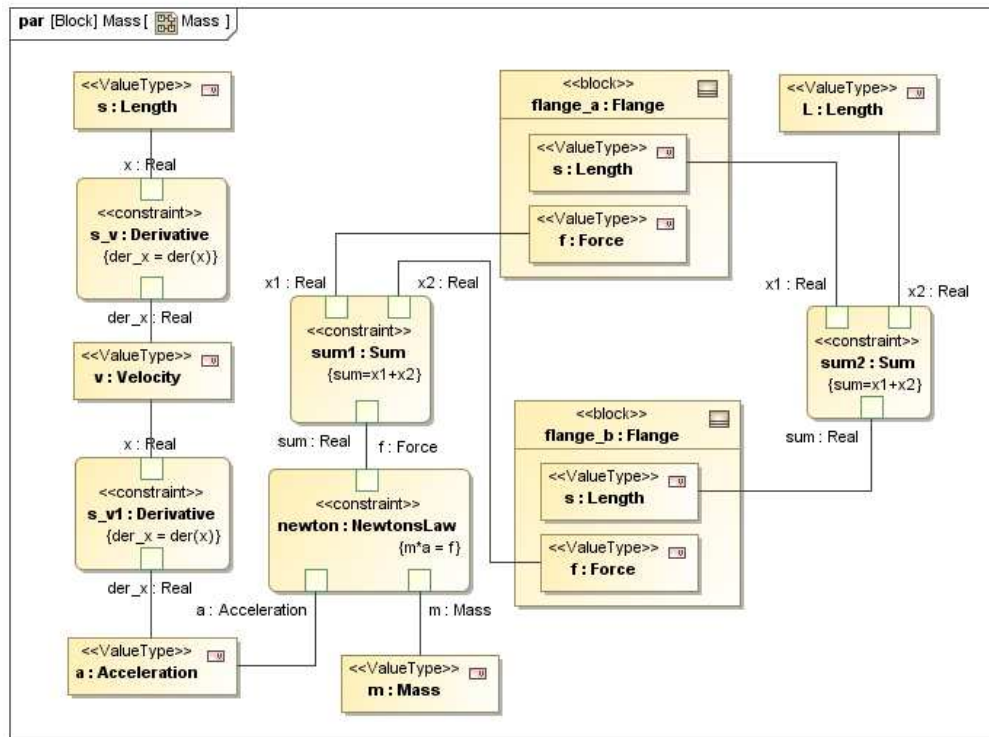 par [Block] Mass [ Mass ]
<<ValueType>>
s : Length
x : Real
<<constraint>>
s_v : Derivative
{der_x = der(x)}
der_x : Real
<<ValueType>>
v : Velocity
x : Real
<<constraint>>
s_v1 : Derivative
{der_x = der(x)}
der_x : Real
<<ValueType>>
a : Acceleration
x1 : Real
x2 : Real
<<constraint>>
sum1 : Sum
{sum=x1+x2}
sum : Real
f : Force
<<constraint>>
newton : NewtonsLaw
{m*a = f}
a : Acceleration
m : Mass
<<ValueType>>
m : Mass
<<block>>
flange_a : Flange
<<ValueType>>
s : Length
<<ValueType>>
f : Force
<<block>>
flange_b : Flange
<<ValueType>>
s : Length
<<ValueType>>
f : Force
<<ValueType>>
L : Length
x1 : Real
x2 : Real
<<constraint>>
sum2 : Sum
{sum=x1+x2}
sum : Real